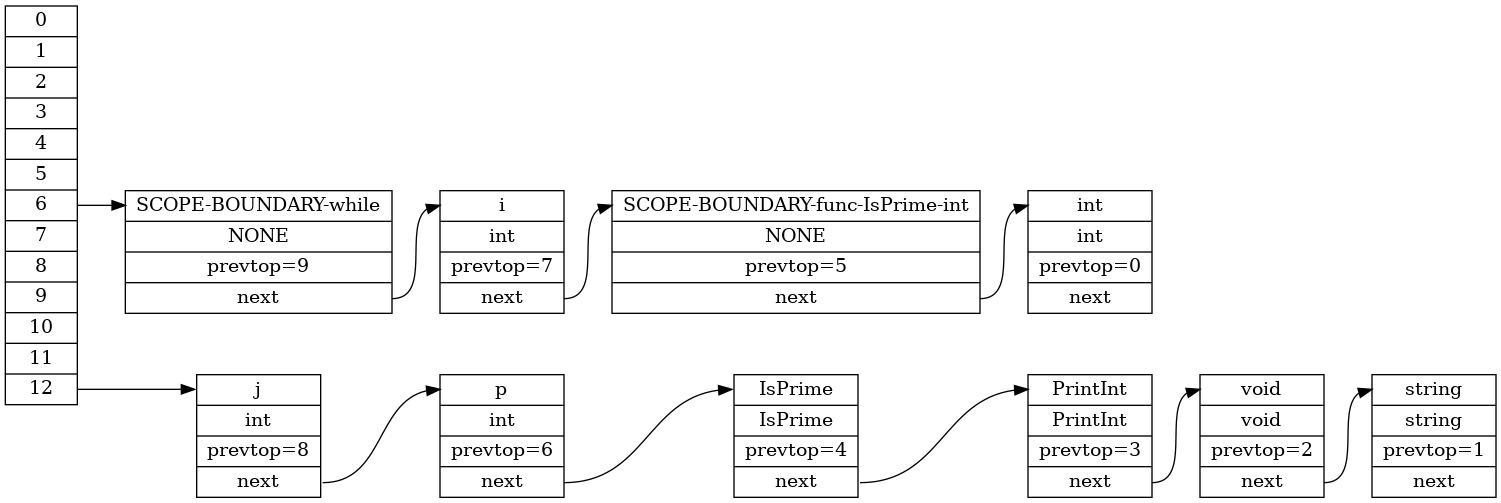 0
1
2
3
4
5
6
7
8
9
10
11
12
SCOPE-BOUNDARY-while
NONE
prevtop=9
next
i
int
prevtop=7
next
SCOPE-BOUNDARY-func-IsPrime-int
NONE
prevtop=5
next
int
int
prevtop=0
next
j
int
prevtop=8
next
p
int
prevtop=6
next
IsPrime
IsPrime
prevtop=4
next
PrintInt
PrintInt
prevtop=3
next
void
void
prevtop=2
next
string
string
prevtop=1
next